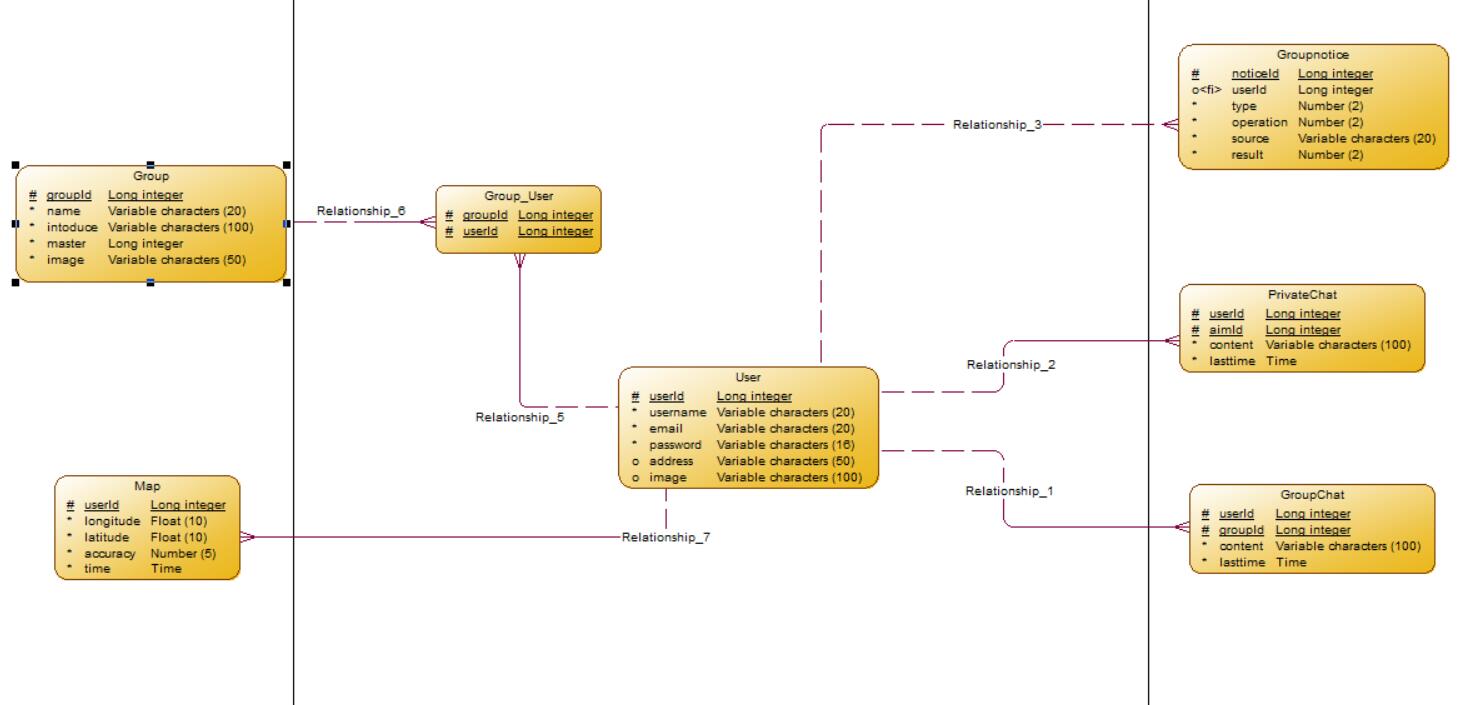 Groupnotice
# noticeId Long integer
o<fi> userId Long integer
* type Number (2)
* operation Number (2)
* source Variable characters (20)
* result Number (2)
Relationship_3
Group
# groupId Long integer
* name Variable characters (20)
* intoduce Variable characters (100)
* master Long integer
* image Variable characters (50)
Relationship_6
Group_User
# groupId Long integer
# userId Long integer
PrivateChat
# userId Long integer
# aimId Long integer
* content Variable characters (100)
* lasttime Time
Relationship_2
User
# userId Long integer
* username Variable characters (20)
* email Variable characters (20)
* password Variable characters (16)
o address Variable characters (50)
o image Variable characters (100)
Relationship_5
Relationship_1
Map
# userId Long integer
* longitude Float (10)
* latitude Float (10)
* accuracy Number (5)
* time Time
Relationship_7
GroupChat
# userId Long integer
# groupId Long integer
* content Variable characters (100)
* lasttime Time